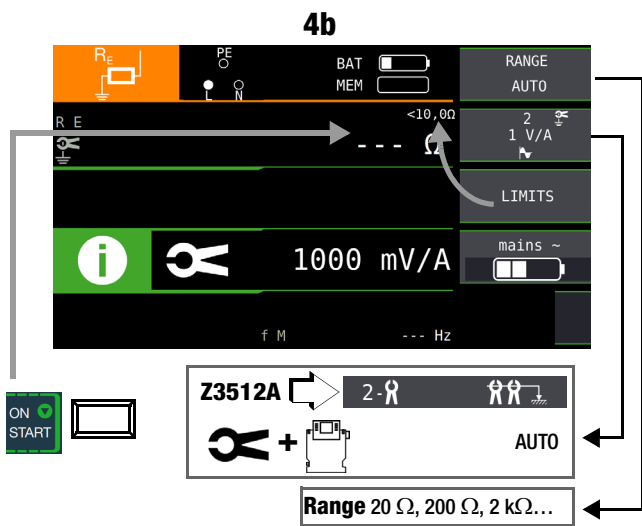 4b
RE
PE
L N
BAT
MEM
RANGE
AUTO
R E
<10,0Ω
- - - Ω
2
1 V/A
LIMITS
i
1000 mV/A
mains ~
f M --- Hz
ON
START
Z3512A
2-
+
AUTO
Range 20 Ω, 200 Ω, 2 kΩ...